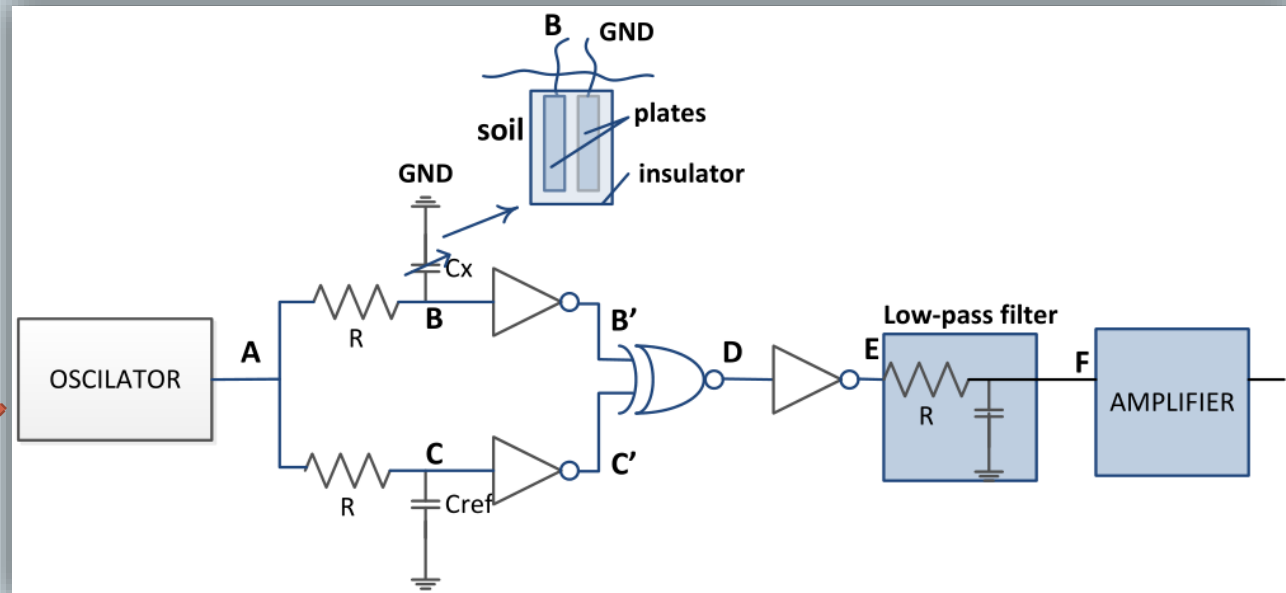 B GND
soil
plates
insulator
GND
Cx
R
B
B’
Low-pass filter
OSCILATOR
A
D
E
R
F
AMPLIFIER
C
C’
R
Cref